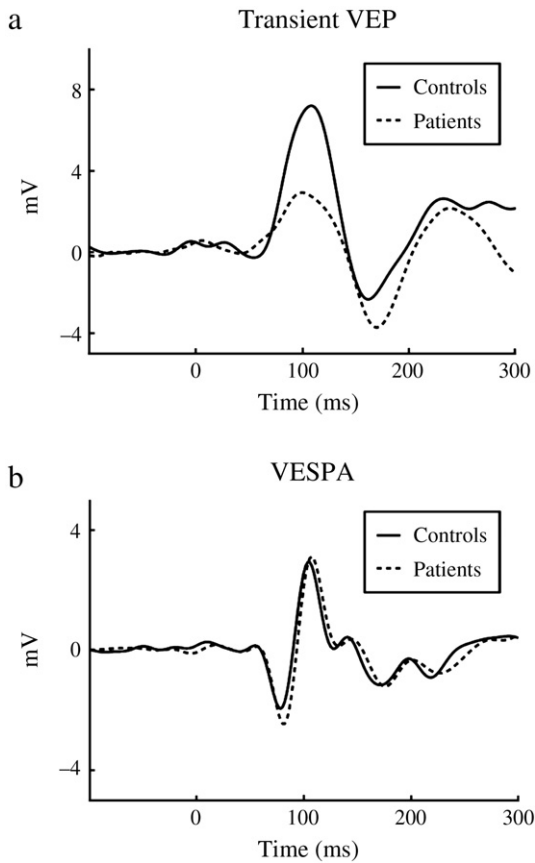 a
Transient VEP
8
4
0
−4
mV
Controls
Patients
0 100 200 300
Time (ms)
b
VESPA
4
0
−4
mV
Controls
Patients
0 100 200 300
Time (ms)